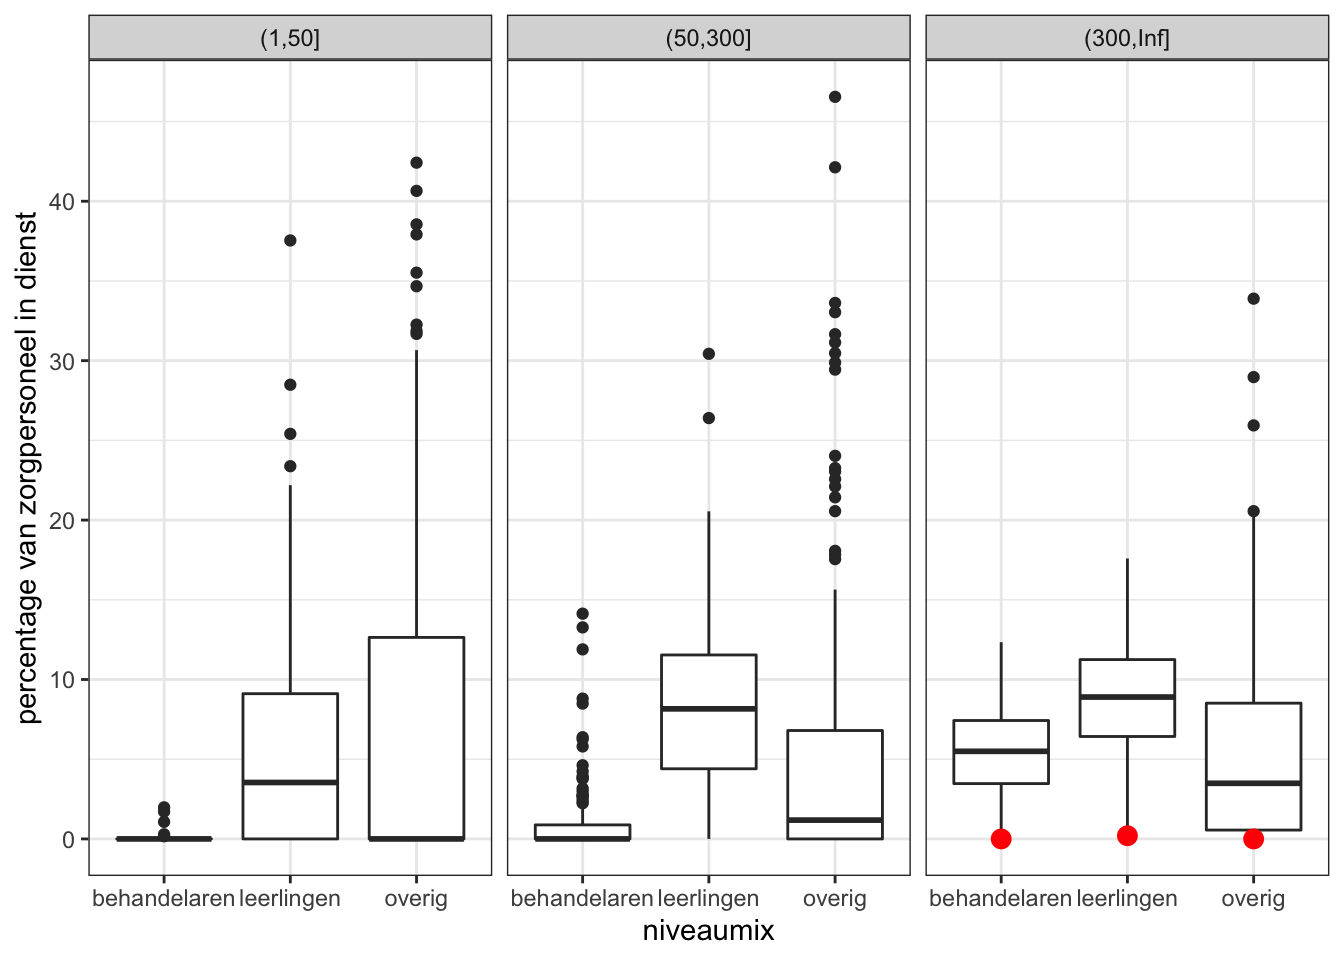 (1,50] (50,300] (300,Inf]
percentage van zorgpersoneel in dienst
40
30
20
10
0
behandelaren leerlingen overig behandelaren leerlingen overig behandelaren leerlingen overig
niveaumix